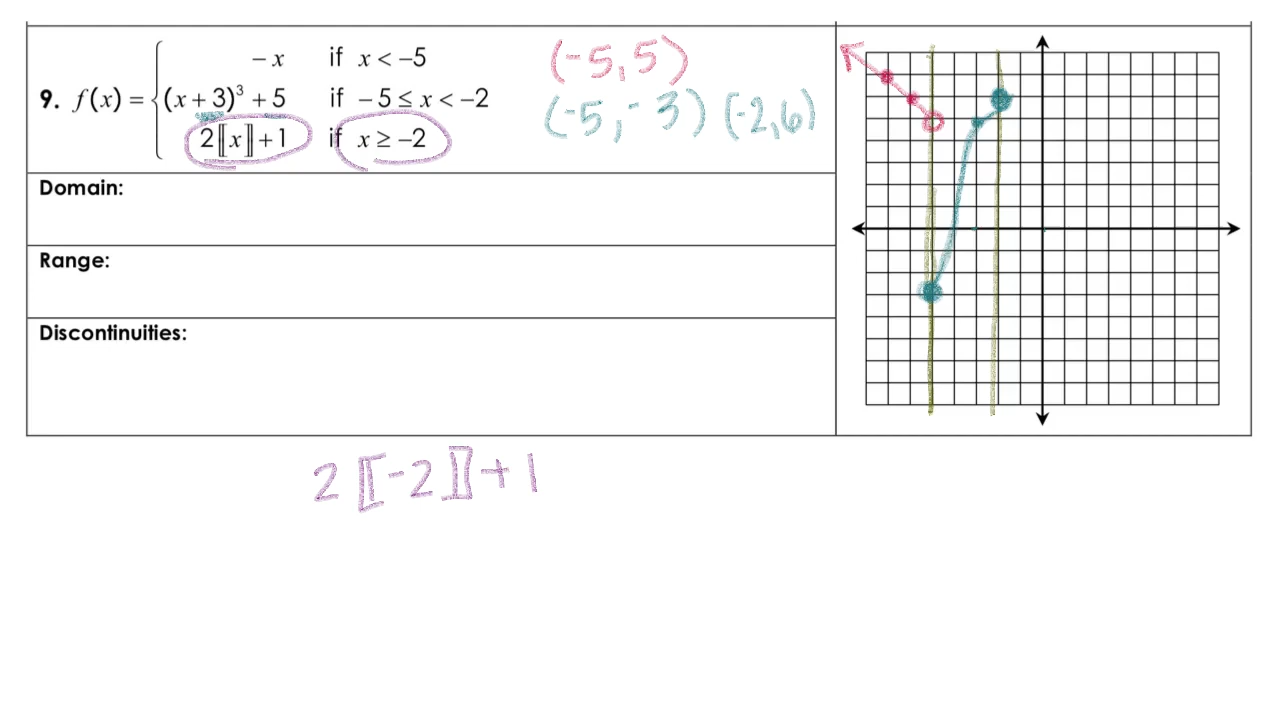 9. f(x) = { -x if x < -5 (-5, 5)
(x + 3)³ + 5 if -5 ≤ x < -2 (-5, -3) (-2, 6)
2⟦x⟧ + 1 if x ≥ -2
Domain:
Range:
Discontinuities:
2⟦-2⟧ + 1